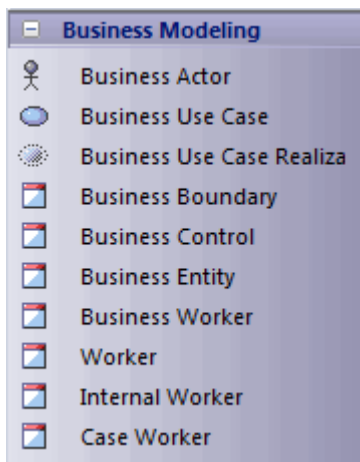 Business Modeling
Business Actor
Business Use Case
Business Use Case Realiza
Business Boundary
Business Control
Business Entity
Business Worker
Worker
Internal Worker
Case Worker